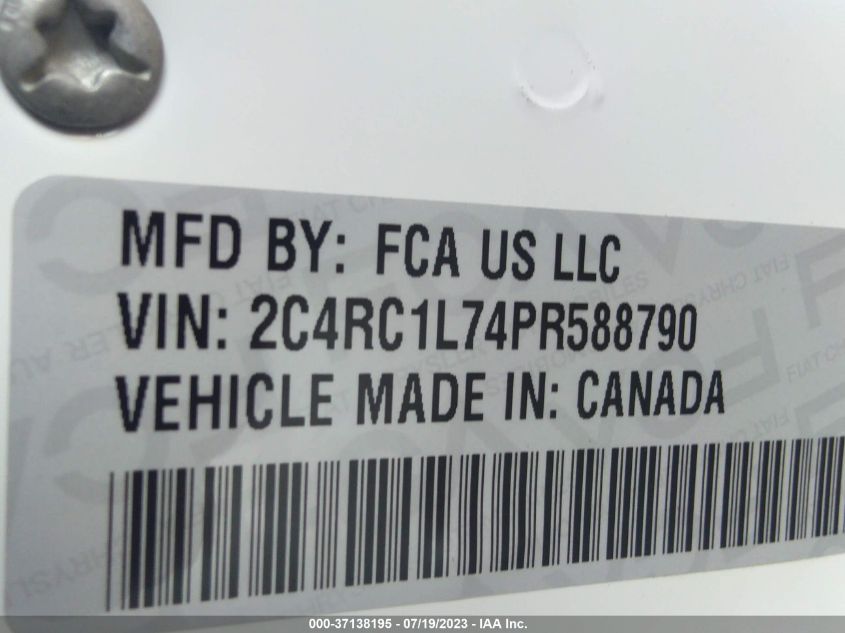 MFD BY: FCA US LLC
VIN: 2C4RC1L74PR588790
VEHICLE MADE IN: CANADA
000-37138195 - 07/19/2023 - IAA Inc.